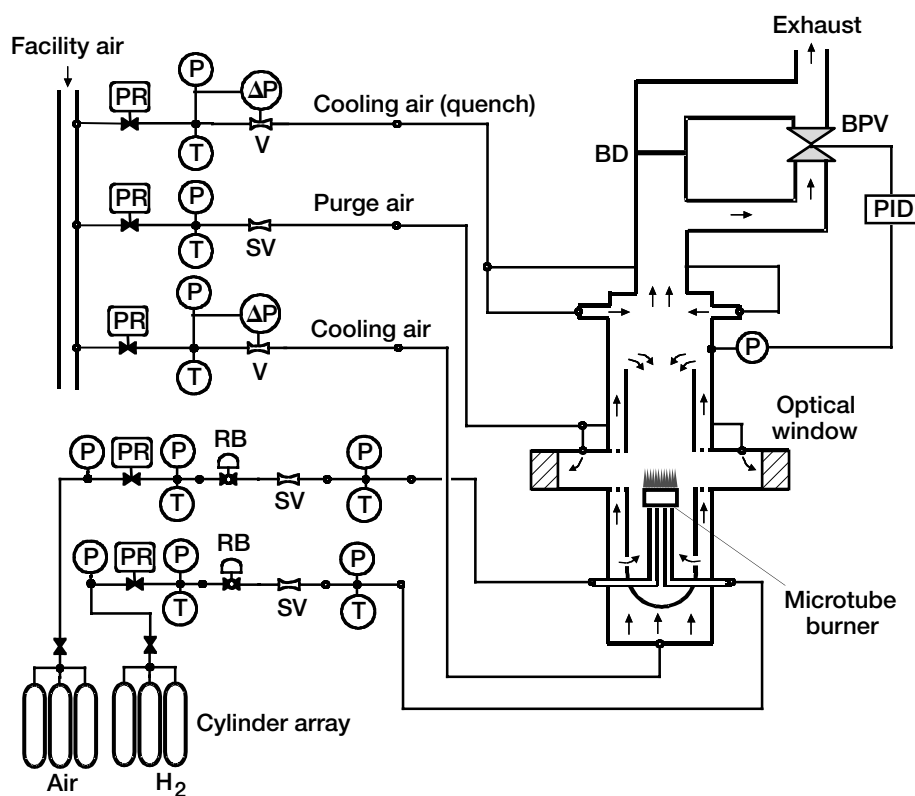 Exhaust
Facility air
P
ΔP
PR
Cooling air (quench)
BPV
T
V
BD
P
PR
Purge air
PID
T
SV
P
ΔP
PR
Cooling air
P
T
V
Optical
window
RB
P
PR
P
P
T
SV
T
RB
P
PR
P
P
T
SV
T
Microtube
burner
Cylinder array
Air
H2